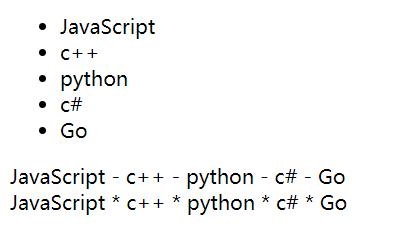 • JavaScript
• c++
• python
• c#
• Go
JavaScript - c++ - python - c# - Go
JavaScript * c++ * python * c# * Go